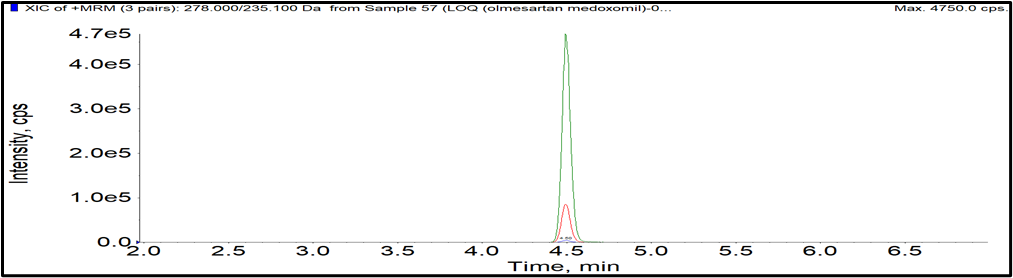 XIC of +MRM (3 pairs): 278.000/235.100 Da from Sample 57 (LOQ (olmesartan medoxomil)-0... Max. 4750.0 cps.
4.7e5
4.0e5
3.0e5
2.0e5
1.0e5
0.0
Intensity, cps
2.0 2.5 3.0 3.5 4.0 4.5 5.0 5.5 6.0 6.5
Time, min